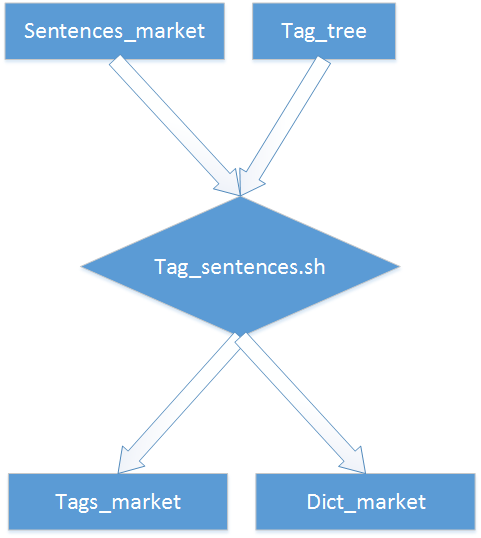 Sentences_market
Tag_tree
Tag_sentences.sh
Tags_market
Dict_market